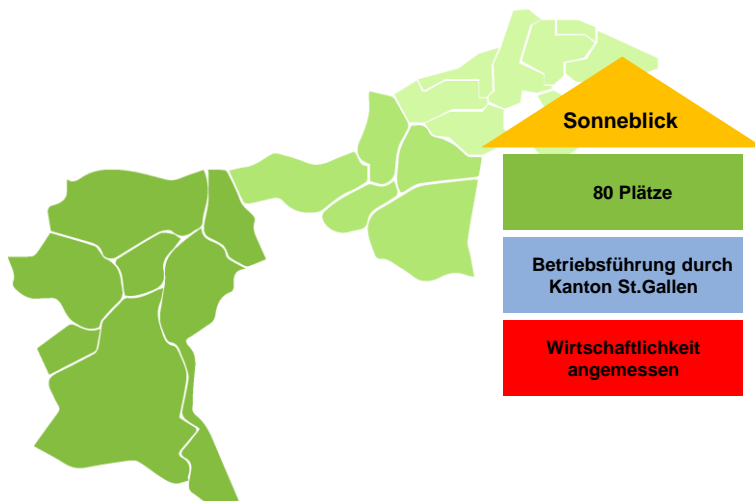 Sonneblick
80 Plätze
Betriebsführung durch
Kanton St.Gallen
Wirtschaftlichkeit
angemessen